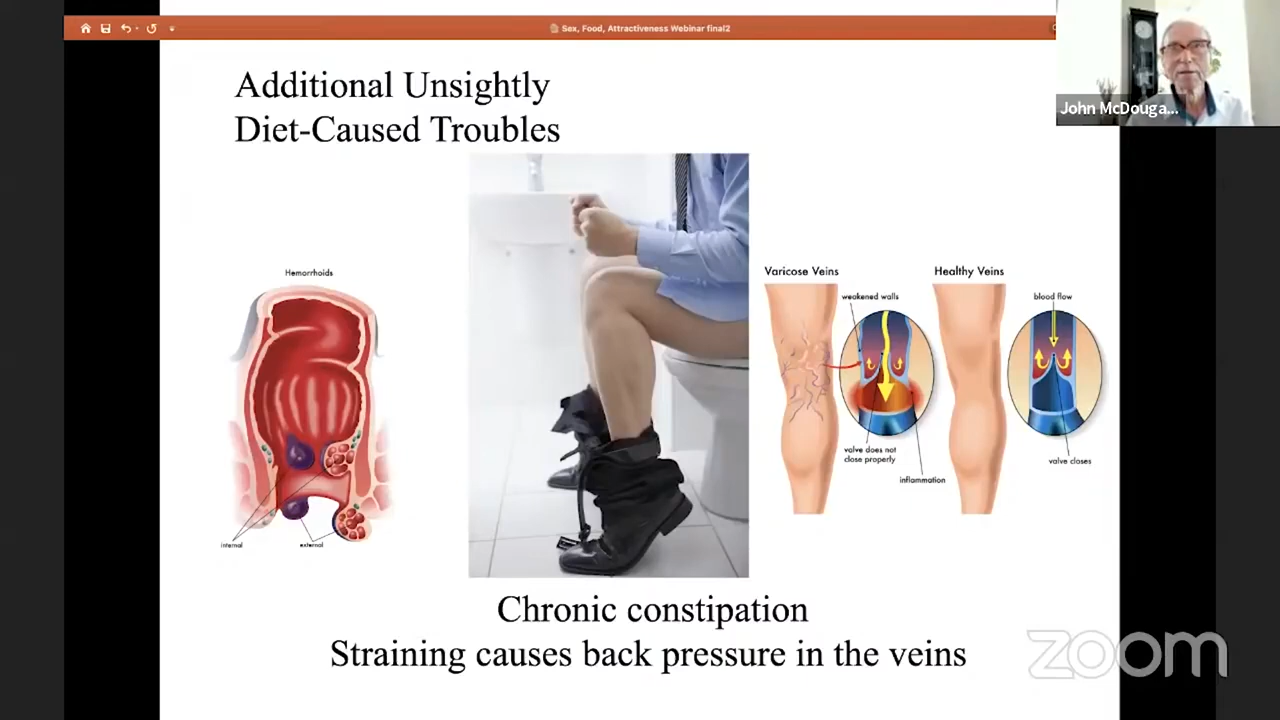 Sex, Food, Attractiveness Webinar final2
John McDouga...
Additional Unsightly
Diet-Caused Troubles
Hemorrhoids
internal
external
Varicose Veins
weakened walls
valve does not
close properly
inflammation
Healthy Veins
blood flow
valve closes
Chronic constipation
Straining causes back pressure in the veins
zoom